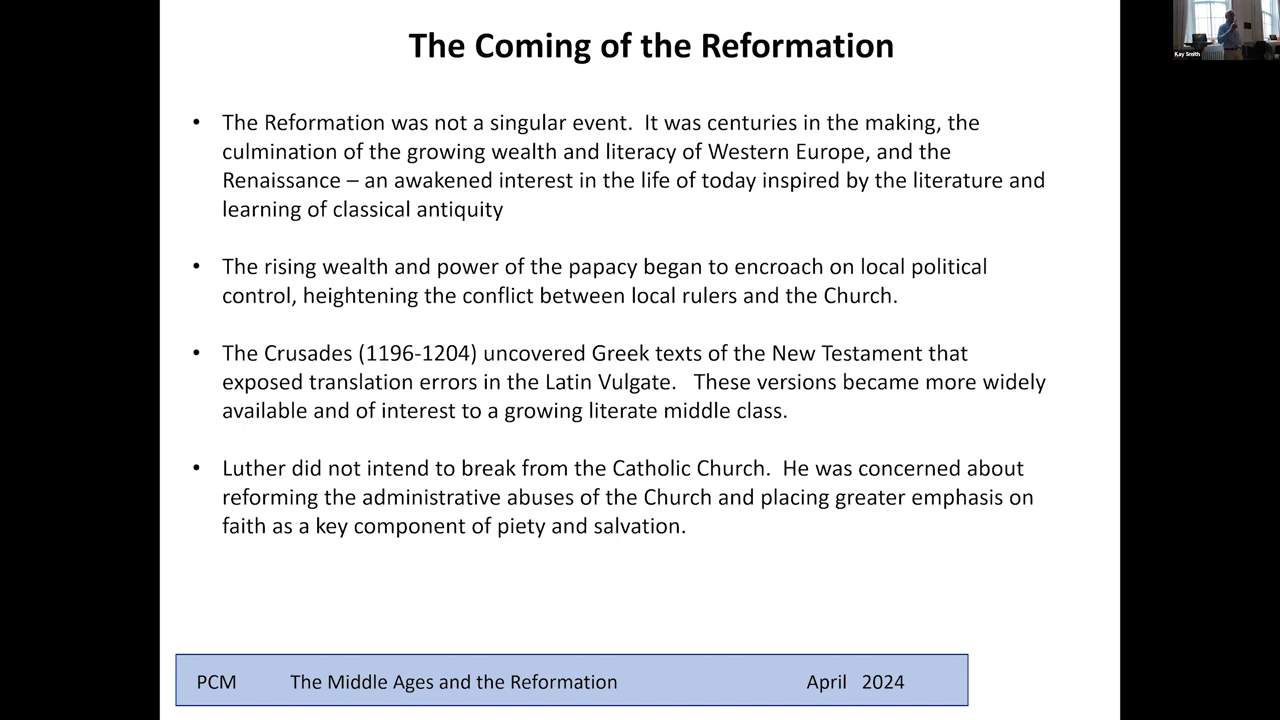 The Coming of the Reformation
Kay Smith
• The Reformation was not a singular event. It was centuries in the making, the
culmination of the growing wealth and literacy of Western Europe, and the
Renaissance – an awakened interest in the life of today inspired by the literature and
learning of classical antiquity
• The rising wealth and power of the papacy began to encroach on local political
control, heightening the conflict between local rulers and the Church.
• The Crusades (1196-1204) uncovered Greek texts of the New Testament that
exposed translation errors in the Latin Vulgate. These versions became more widely
available and of interest to a growing literate middle class.
• Luther did not intend to break from the Catholic Church. He was concerned about
reforming the administrative abuses of the Church and placing greater emphasis on
faith as a key component of piety and salvation.
PCM The Middle Ages and the Reformation April 2024